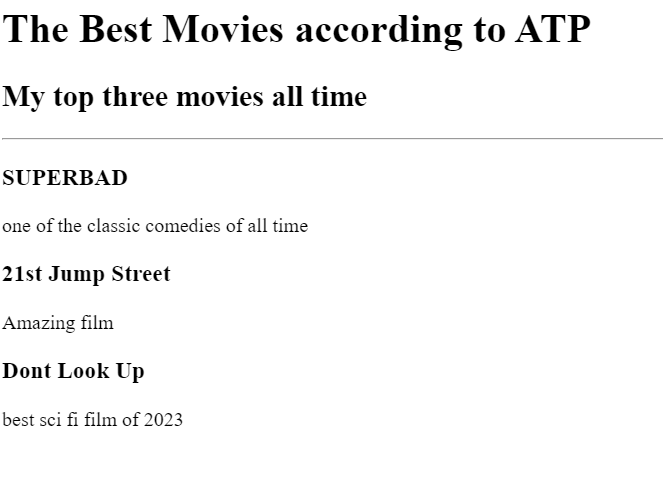 The Best Movies according to ATP
My top three movies all time
SUPERBAD
one of the classic comedies of all time
21st Jump Street
Amazing film
Dont Look Up
best sci fi film of 2023